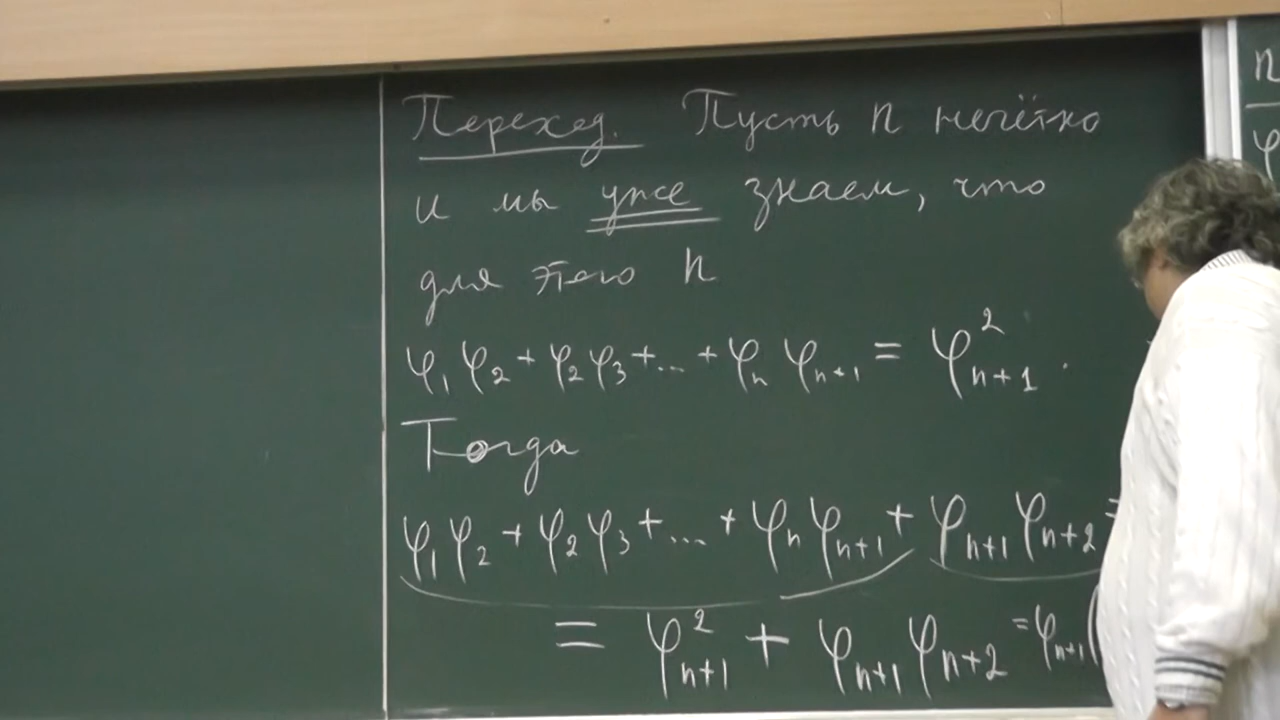 Переход. Пусть n нечётно
и мы уже знаем, что
для этого n
φ₁φ₂ + φ₂φ₃ + ... + φₙφₙ₊₁ = φ²ₙ₊₁.
Тогда
φ₁φ₂ + φ₂φ₃ + ... + φₙφₙ₊₁ + φₙ₊₁φₙ₊₂ =
= φ²ₙ₊₁ + φₙ₊₁φₙ₊₂ = φₙ₊₁(
n
φ